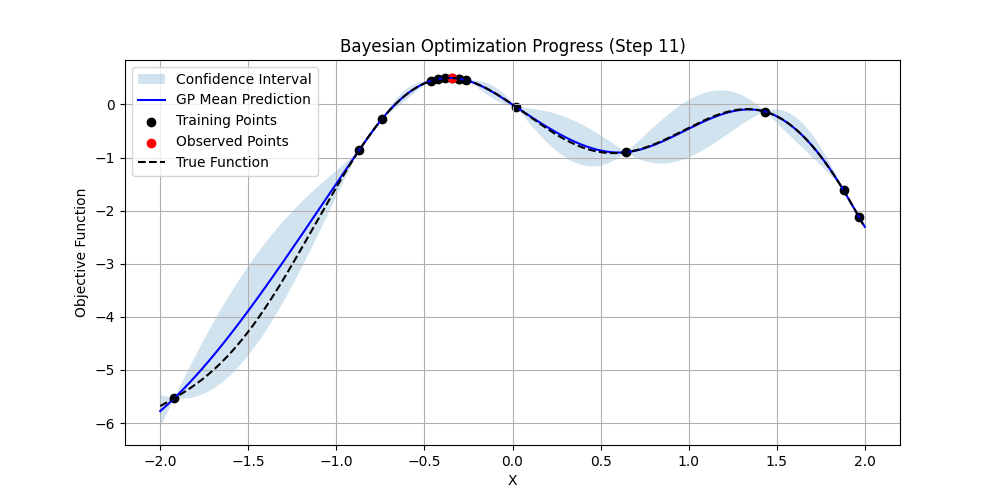 Bayesian Optimization Progress (Step 11)
Confidence Interval
GP Mean Prediction
Training Points
Observed Points
True Function
Objective Function
0
−1
−2
−3
−4
−5
−6
−2.0 −1.5 −1.0 −0.5 0.0 0.5 1.0 1.5 2.0
X